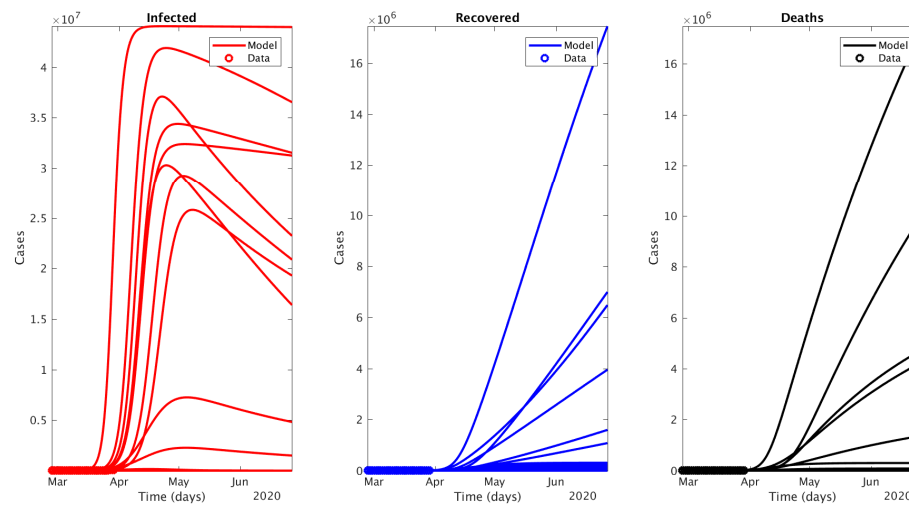 Infected
×10^7
Model
Data
4
3.5
3
2.5
2
1.5
1
0.5
0
Cases
Mar
Apr
May
Jun
Time (days)
2020
Recovered
×10^6
Model
Data
16
14
12
10
8
6
4
2
0
Cases
Mar
Apr
May
Jun
Time (days)
2020
Deaths
×10^6
Model
Data
16
14
12
10
8
6
4
2
0
Cases
Mar
Apr
May
Jun
Time (days)